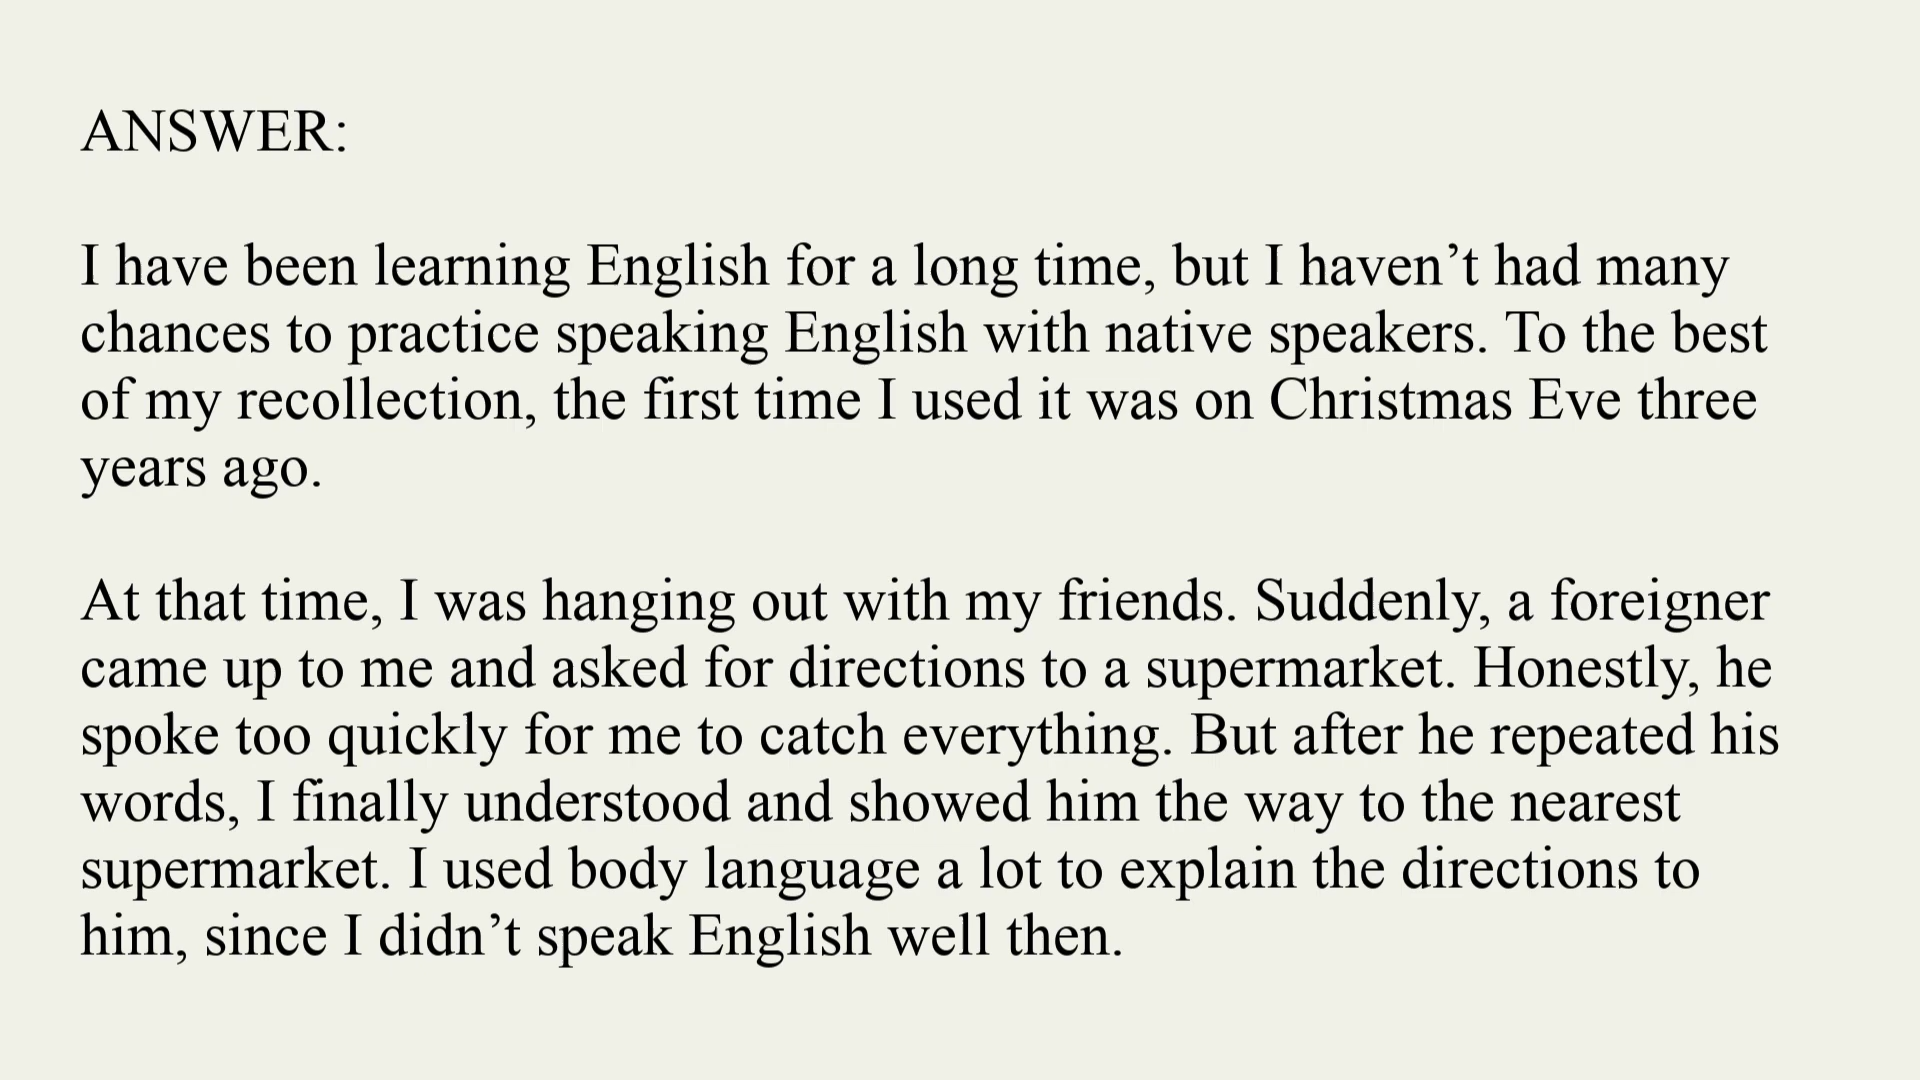 ANSWER:
I have been learning English for a long time, but I haven’t had many
chances to practice speaking English with native speakers. To the best
of my recollection, the first time I used it was on Christmas Eve three
years ago.
At that time, I was hanging out with my friends. Suddenly, a foreigner
came up to me and asked for directions to a supermarket. Honestly, he
spoke too quickly for me to catch everything. But after he repeated his
words, I finally understood and showed him the way to the nearest
supermarket. I used body language a lot to explain the directions to
him, since I didn’t speak English well then.